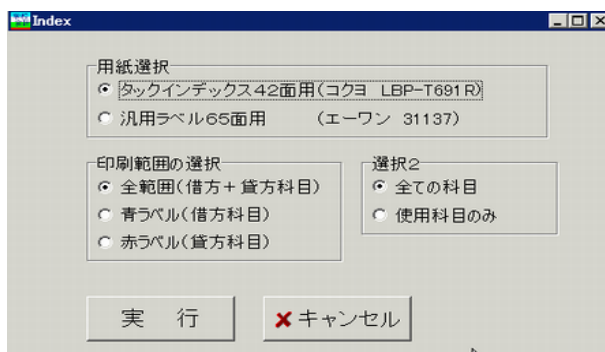 Index
用紙選択
タックインデックス42面用(コクヨ LBP-T691R)
汎用ラベル65面用 (エーワン 31137)
印刷範囲の選択
全範囲(借方+貸方科目)
青ラベル(借方科目)
赤ラベル(貸方科目)
選択2
全ての科目
使用科目のみ
実 行
キャンセル